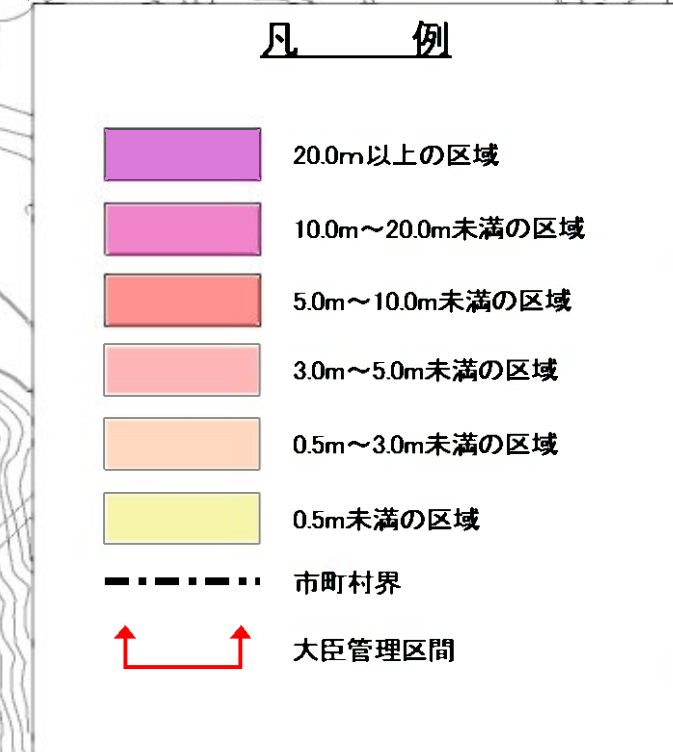 凡 例
20.0m以上の区域
10.0m～20.0m未満の区域
5.0m～10.0m未満の区域
3.0m～5.0m未満の区域
0.5m～3.0m未満の区域
0.5m未満の区域
市町村界
大臣管理区間